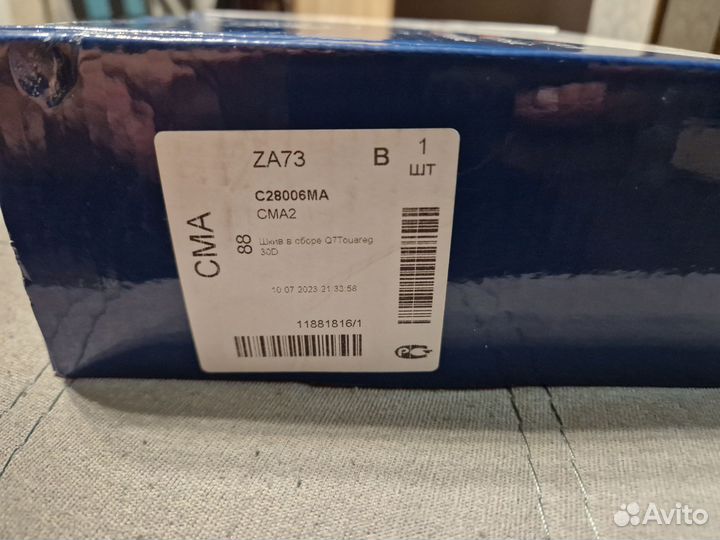 ZA73
B
1
шт
C28006MA
CMA2
CMA
88
Шкив в сборе Q7Touareg
30D
10 07 2023 21:33:58
11881816/1
Avito